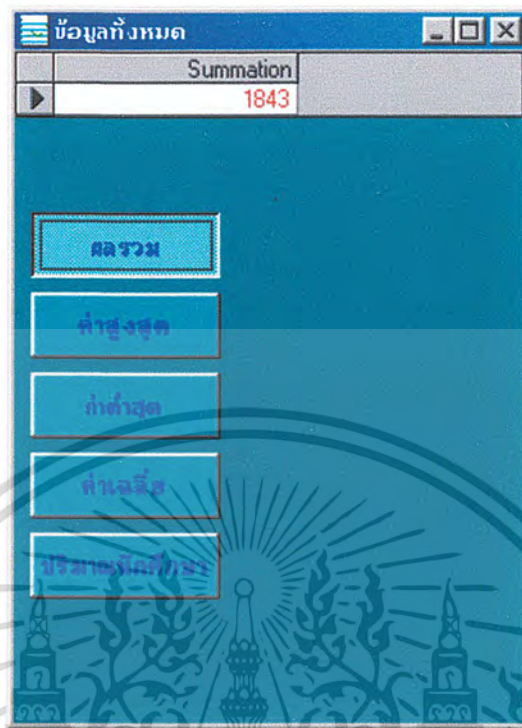 ข้อมูลทั้งหมด
Summation
1843
ผลรวม
ค่าสูงสุด
ค่าต่ำสุด
ค่าเฉลี่ย
ปริมาณนักศึกษา